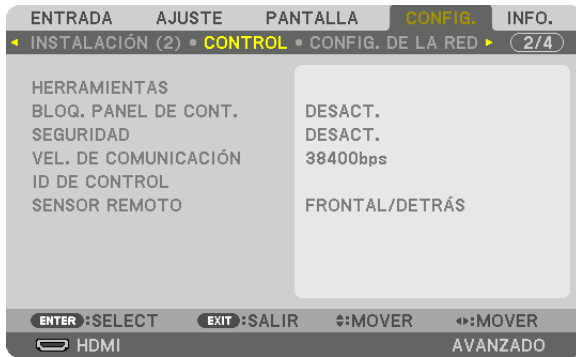 ENTRADA AJUSTE PANTALLA CONFIG. INFO.
INSTALACIÓN (2) • CONTROL • CONFIG. DE LA RED 2/4
HERRAMIENTAS
BLOQ. PANEL DE CONT. DESACT.
SEGURIDAD DESACT.
VEL. DE COMUNICACIÓN 38400bps
ID DE CONTROL
SENSOR REMOTO FRONTAL/DETRÁS
ENTER :SELECT EXIT :SALIR :MOVER :MOVER
HDMI AVANZADO